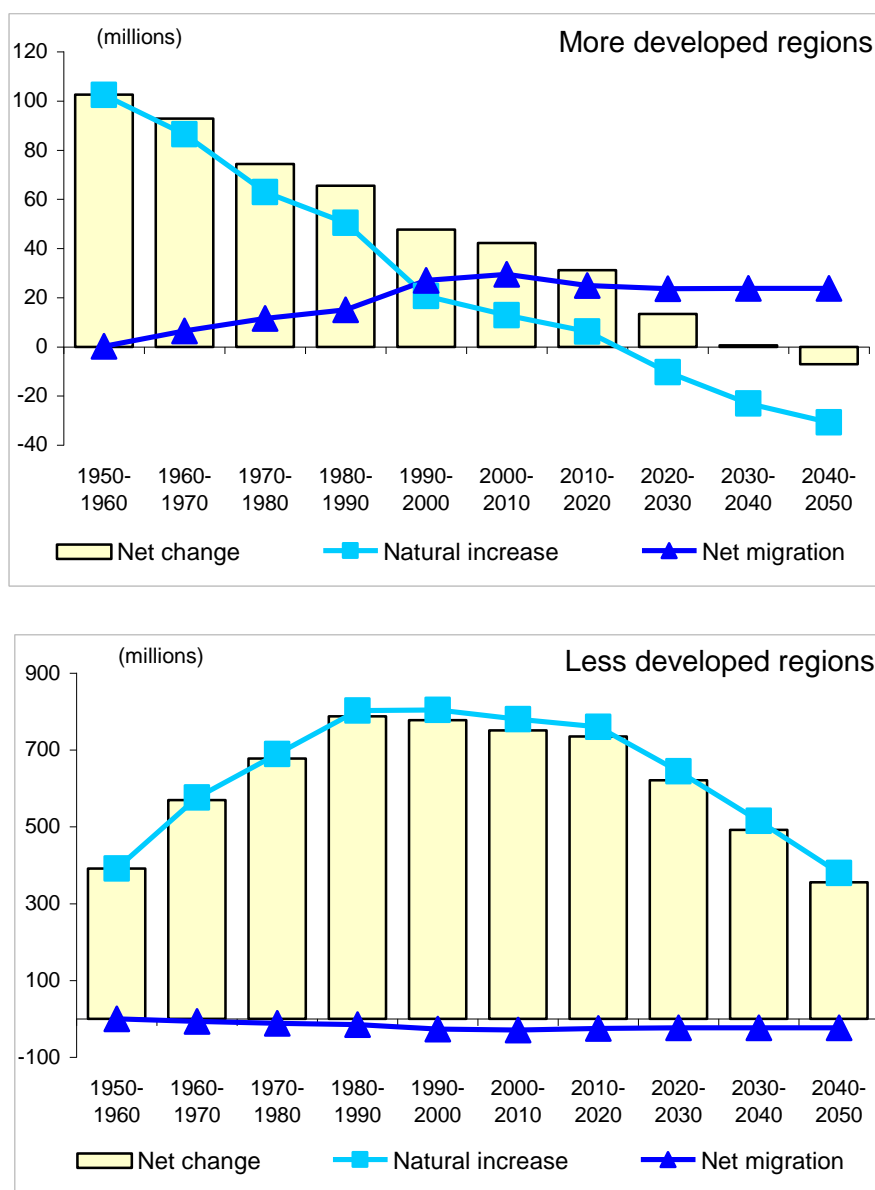 (millions)
More developed regions
120
100
80
60
40
20
0
-20
-40
1950- 1960- 1970- 1980- 1990- 2000- 2010- 2020- 2030- 2040-
1960 1970 1980 1990 2000 2010 2020 2030 2040 2050
Net change Natural increase Net migration
(millions)
Less developed regions
900
700
500
300
100
-100
1950- 1960- 1970- 1980- 1990- 2000- 2010- 2020- 2030- 2040-
1960 1970 1980 1990 2000 2010 2020 2030 2040 2050
Net change Natural increase Net migration